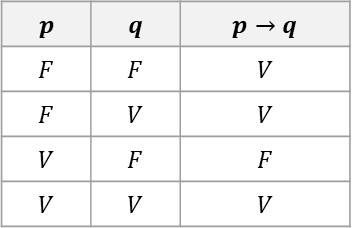 p q p → q
F F V
F V V
V F F
V V V